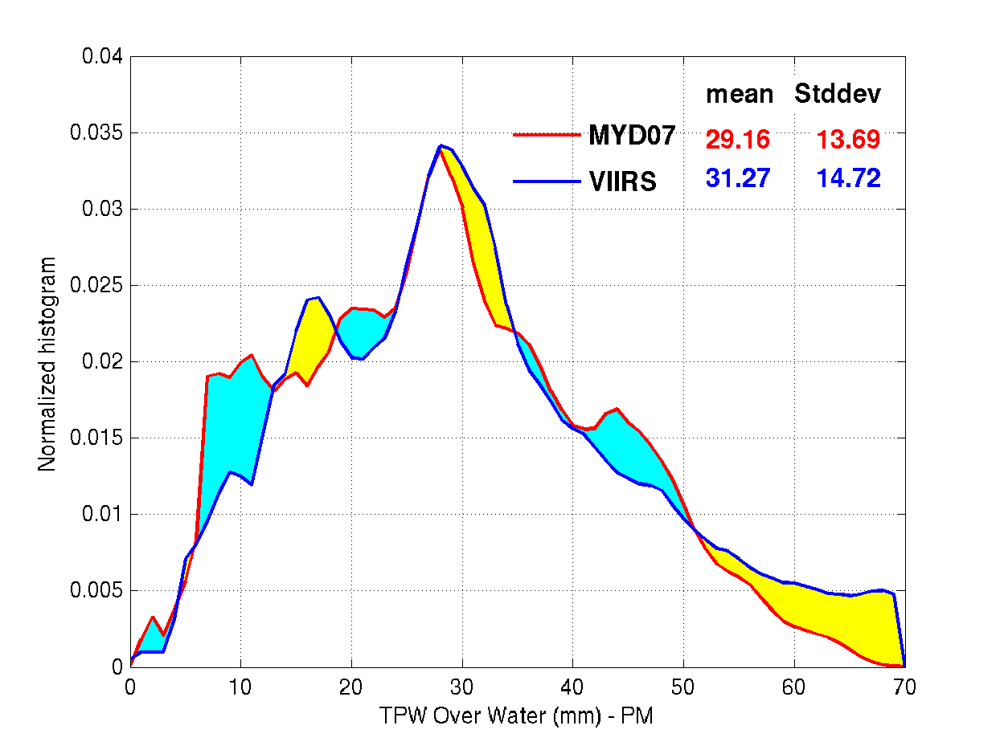 mean Stddev
MYD07 29.16 13.69
VIIRS 31.27 14.72
Normalized histogram
0.04
0.035
0.03
0.025
0.02
0.015
0.01
0.005
0
0 10 20 30 40 50 60 70
TPW Over Water (mm) - PM